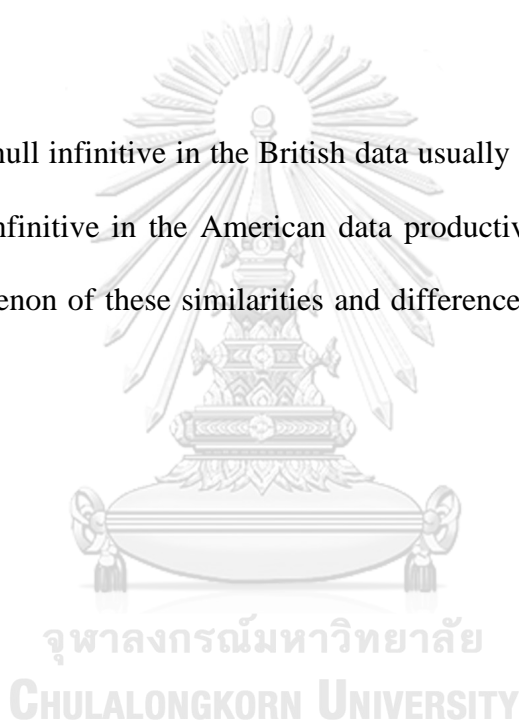 null infinitive in the British data usually
nfinitive in the American data productiv
enon of these similarities and difference
จุฬาลงกรณ์มหาวิทยาลัย
CHULALONGKORN UNIVERSITY